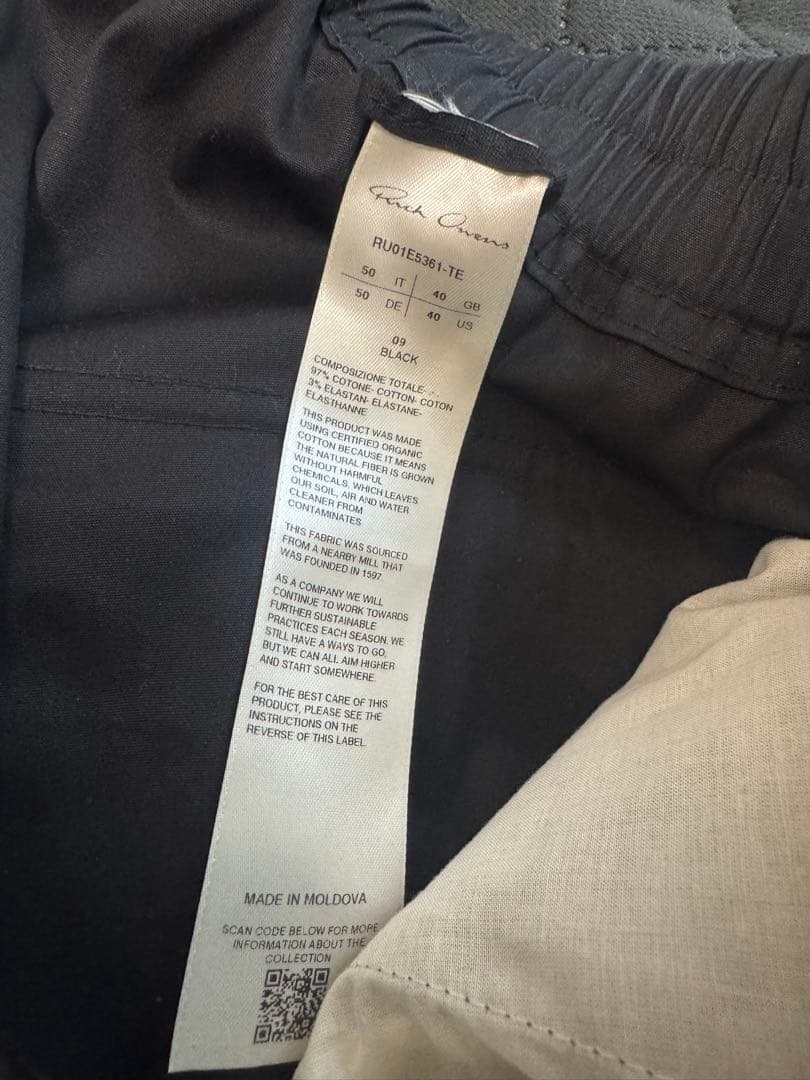 Rick Owens
RU01E5361-TE
50 IT 40 GB
50 DE 40 US
09
BLACK
COMPOSIZIONE TOTALE-
97% COTONE- COTTON- COTON
3% ELASTAN- ELASTANE-
ELASTHANNE
THIS PRODUCT WAS MADE
USING CERTIFIED ORGANIC
COTTON BECAUSE IT MEANS
THE NATURAL FIBER IS GROWN
WITHOUT HARMFUL
CHEMICALS, WHICH LEAVES
OUR SOIL, AIR AND WATER
CLEANER FROM
CONTAMINATES
THIS FABRIC WAS SOURCED
FROM A NEARBY MILL THAT
WAS FOUNDED IN 1597
AS A COMPANY WE WILL
CONTINUE TO WORK TOWARDS
FURTHER SUSTAINABLE
PRACTICES EACH SEASON. WE
STILL HAVE A WAYS TO GO,
BUT WE CAN ALL AIM HIGHER
AND START SOMEWHERE.
FOR THE BEST CARE OF THIS
PRODUCT, PLEASE SEE THE
INSTRUCTIONS ON THE
REVERSE OF THIS LABEL.
MADE IN MOLDOVA
SCAN CODE BELOW FOR MORE
INFORMATION ABOUT THE
COLLECTION